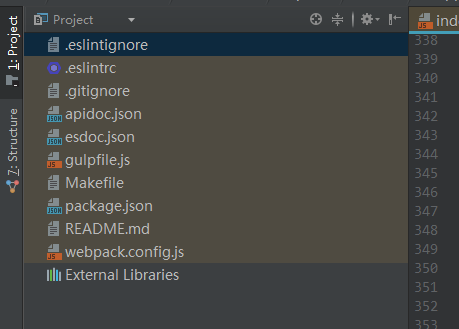 1: Project
7: Structure
Project
.eslintignore
.eslintrc
.gitignore
apidoc.json
esdoc.json
gulpfile.js
Makefile
package.json
README.md
webpack.config.js
External Libraries
ind
338
339
340
341
342
343
344
345
346
347
348
349
350
351
352
353